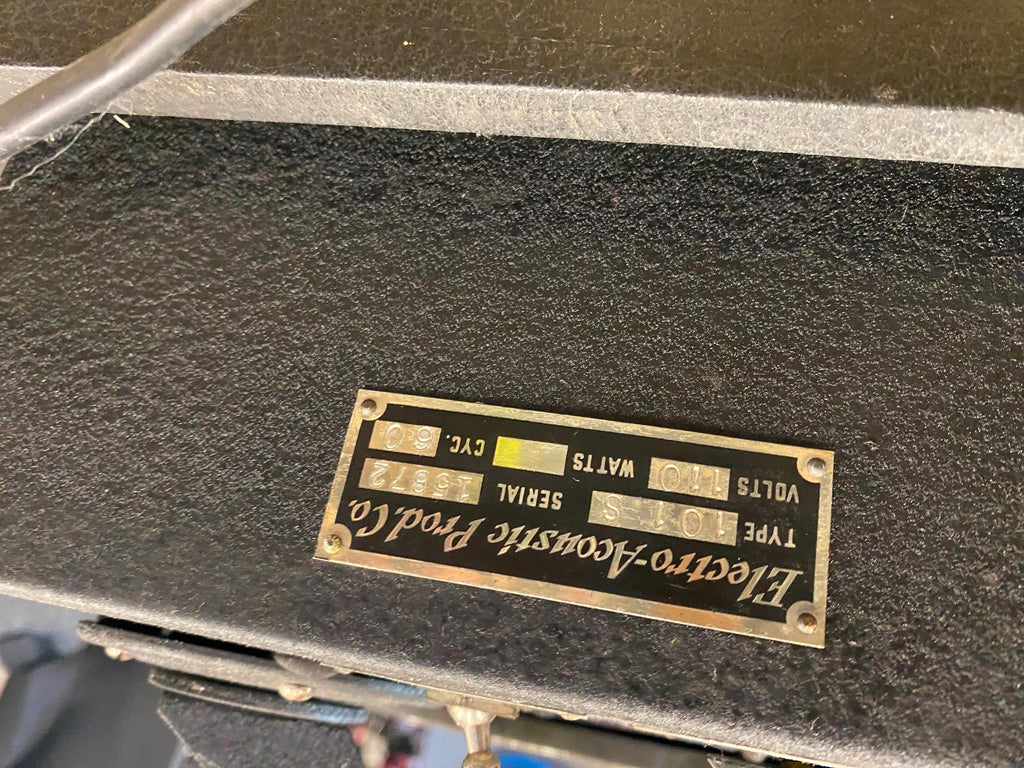 Electro-Acoustic Prod. Co.
TYPE 101-S SERIAL 15872
VOLTS 110 WATTS CYC. 60